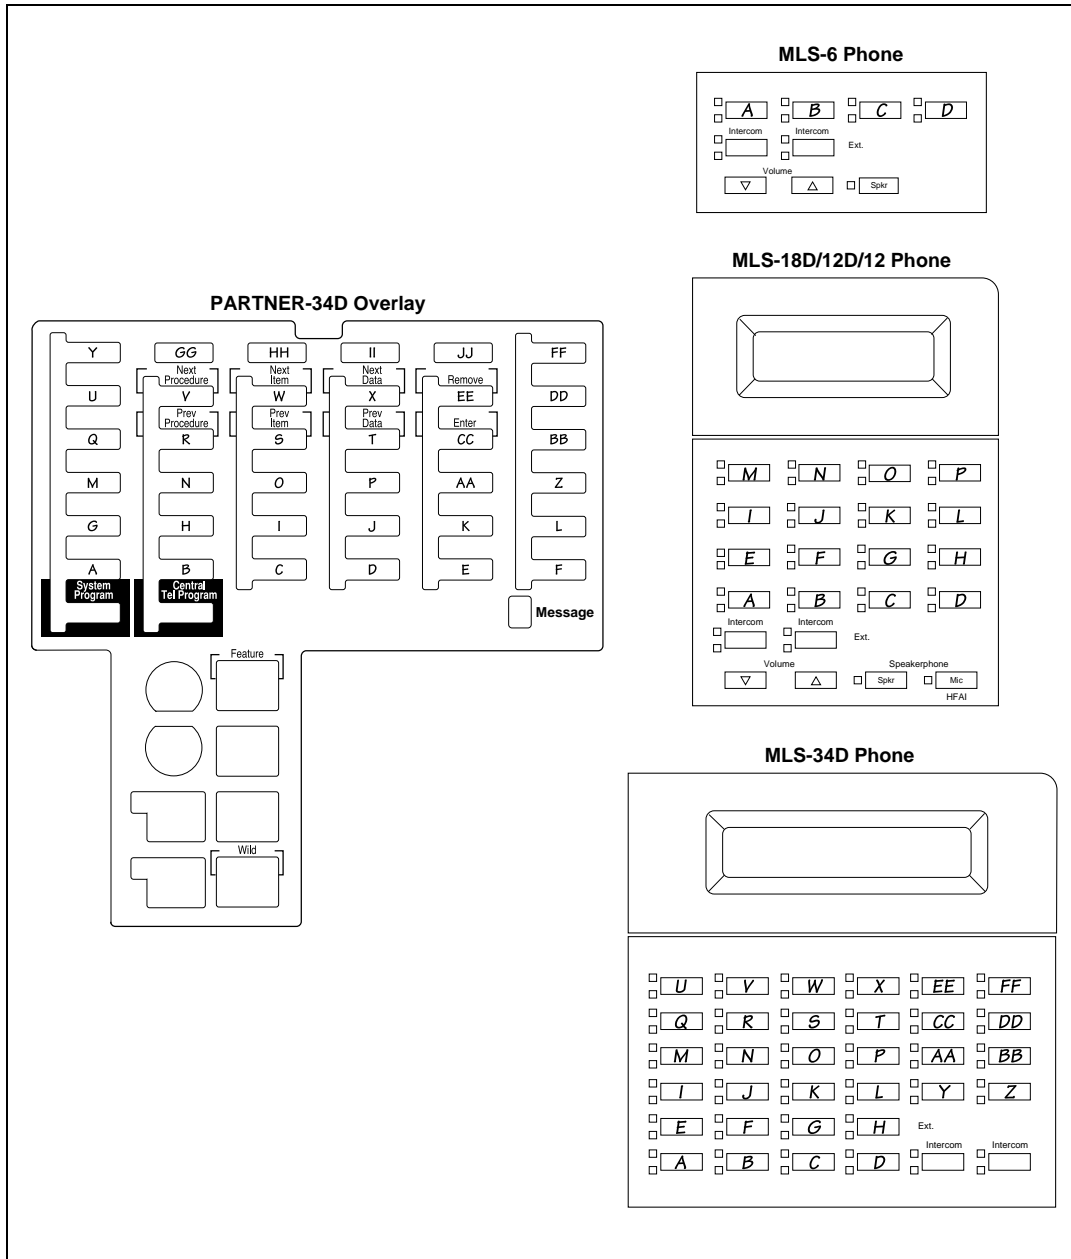 MLS-6 Phone
A B C D
Intercom Intercom Ext.
Volume
Spkr
MLS-18D/12D/12 Phone
M N O P
I J K L
E F G H
A B C D
Intercom Intercom Ext.
Volume Speakerphone
Spkr Mic
HFAI
PARTNER-34D Overlay
Y GG HH II JJ FF
Next Procedure Next Item Next Data Remove
U V W X EE DD
Prev Procedure Prev Item Prev Data Enter
Q R S T CC BB
M N O P AA Z
G H I J K L
A B C D E F
System Program Central Tel Program
Message
Feature
Wild
MLS-34D Phone
U V W X EE FF
Q R S T CC DD
M N O P AA BB
I J K L Y Z
E F G H Ext.
Intercom Intercom
A B C D